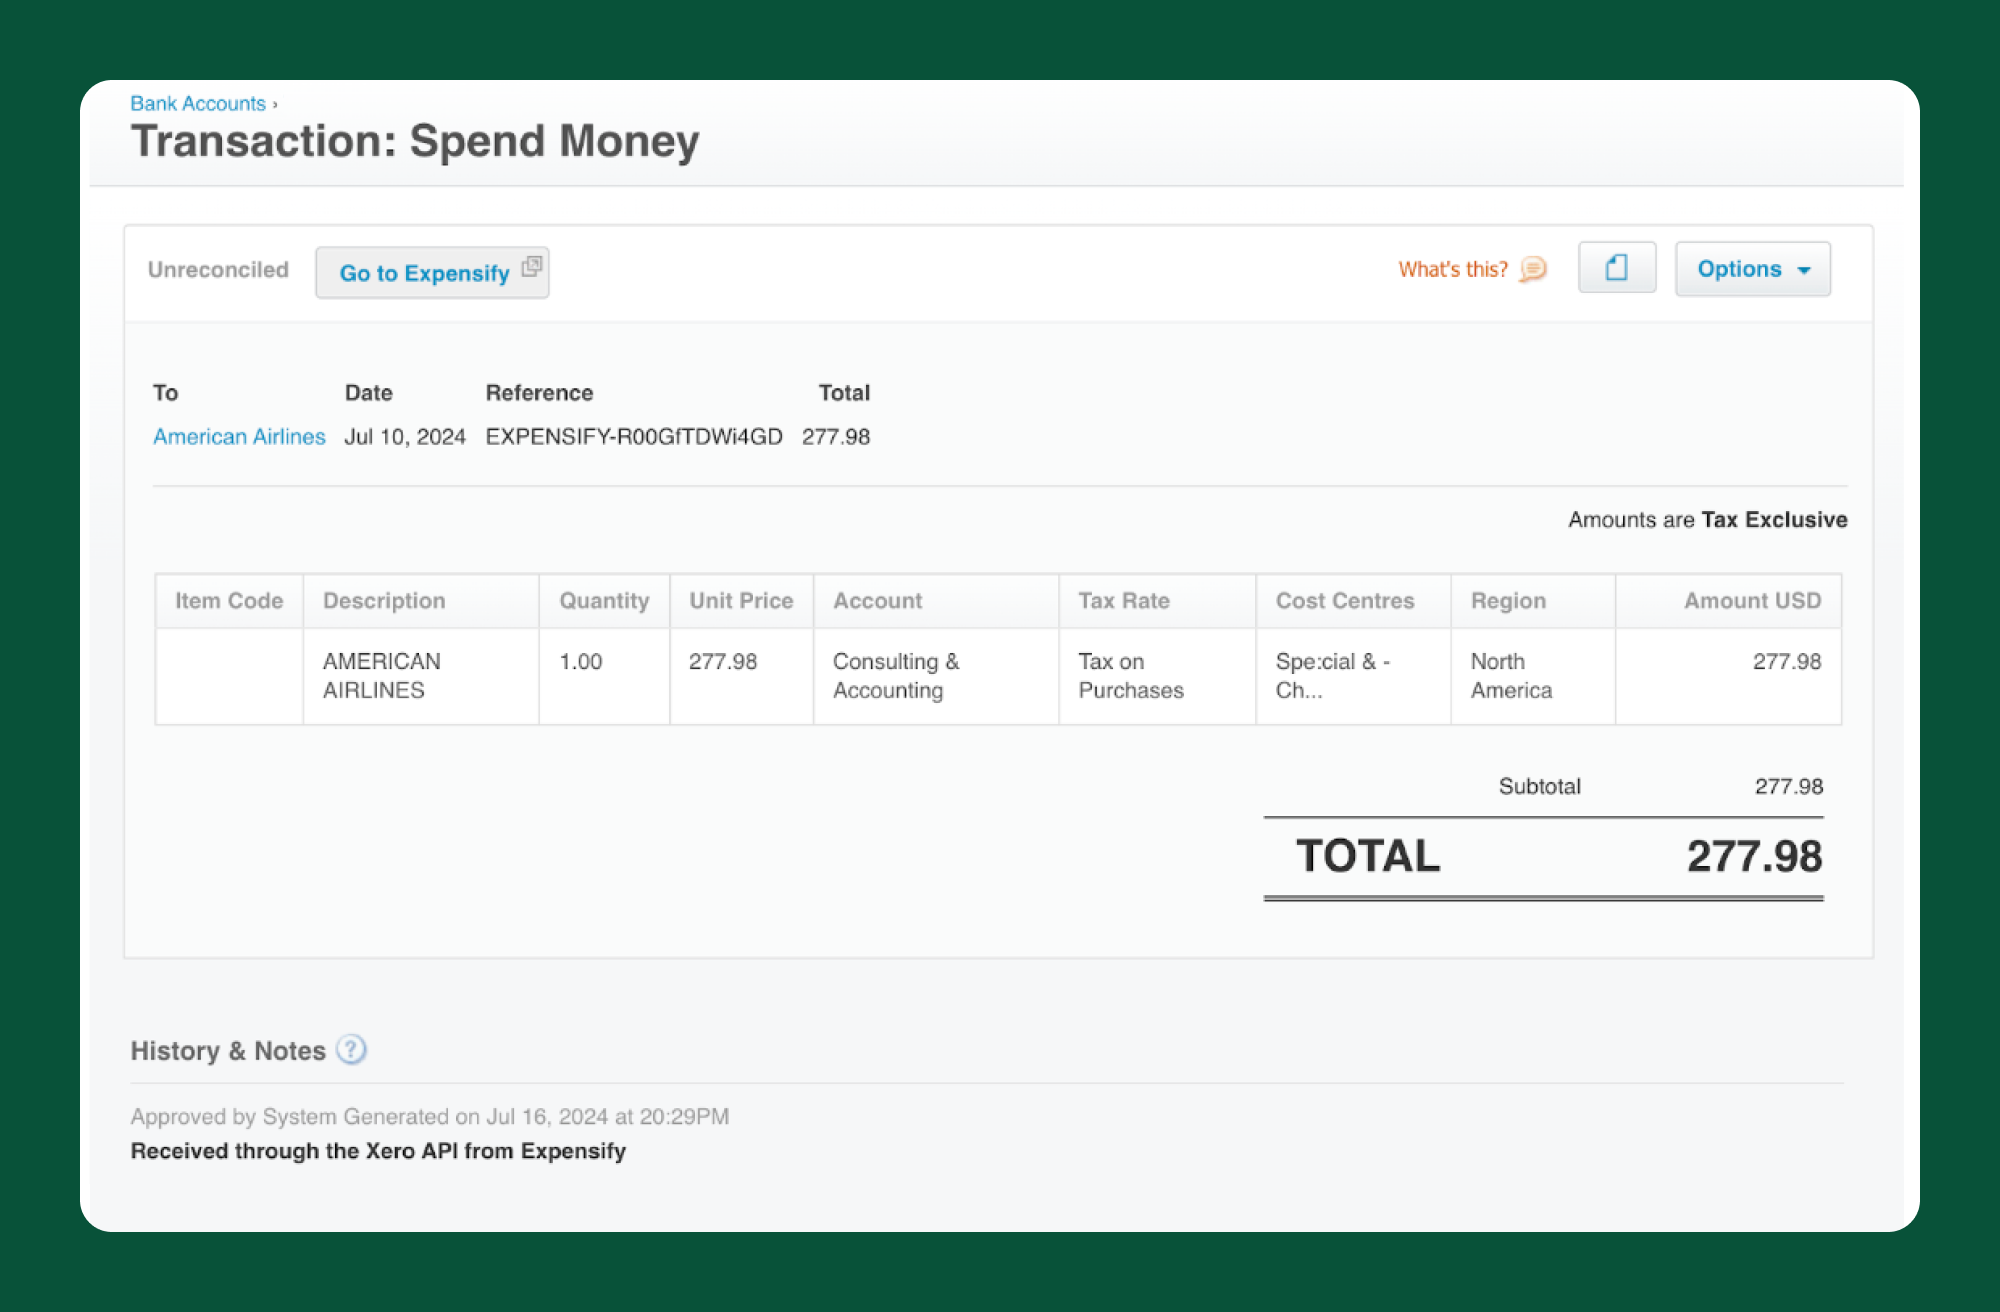 Bank Accounts ›
Transaction: Spend Money
Unreconciled Go to Expensify What's this? Options
To Date Reference Total
American Airlines Jul 10, 2024 EXPENSIFY-R00GfTDWi4GD 277.98
Amounts are Tax Exclusive
Item Code Description Quantity Unit Price Account Tax Rate Cost Centres Region Amount USD
AMERICAN 1.00 277.98 Consulting & Tax on Spe:cial & - North 277.98
AIRLINES Accounting Purchases Ch... America
Subtotal 277.98
TOTAL 277.98
History & Notes ?
Approved by System Generated on Jul 16, 2024 at 20:29PM
Received through the Xero API from Expensify